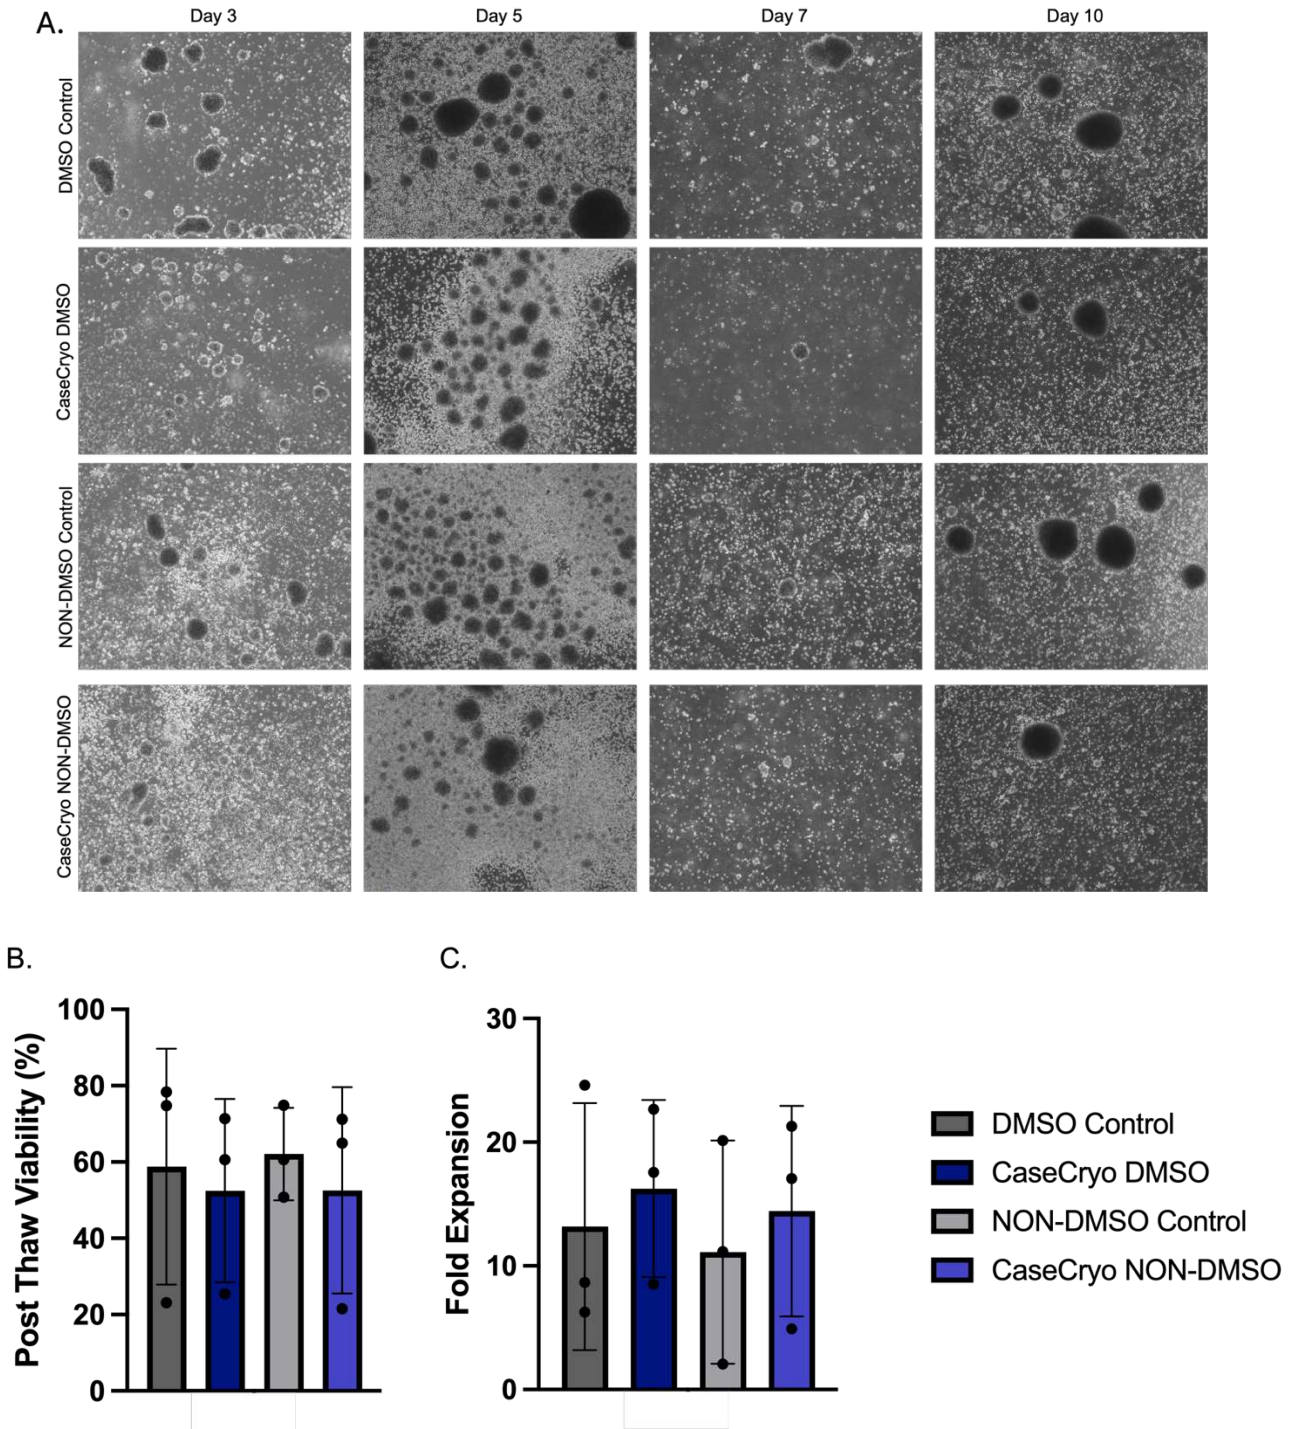 A.
Day 3
Day 5
Day 7
Day 10
DMSO Control
CaseCryo DMSO
NON-DMSO Control
CaseCryo NON-DMSO
B.
Post Thaw Viability (%)
100
80
60
40
20
0
C.
Fold Expansion
30
20
10
0
DMSO Control
CaseCryo DMSO
NON-DMSO Control
CaseCryo NON-DMSO